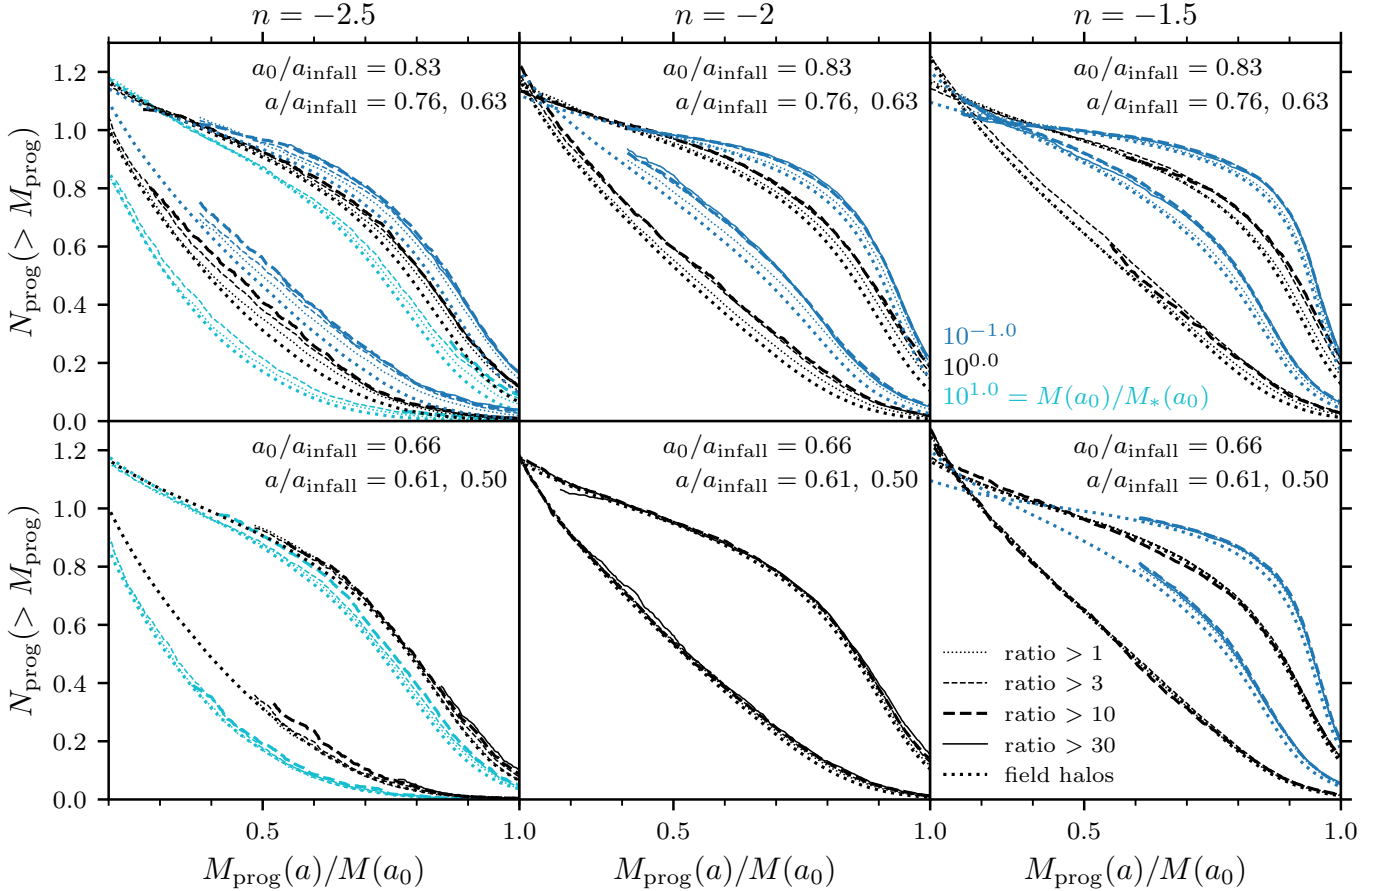 n = −2.5
n = −2
n = −1.5
a₀/a_infall = 0.83
a/a_infall = 0.76, 0.63
a₀/a_infall = 0.83
a/a_infall = 0.76, 0.63
a₀/a_infall = 0.83
a/a_infall = 0.76, 0.63
N_prog(> M_prog)
1.2
1.0
0.8
0.6
0.4
0.2
0.0
10^−1.0
10^0.0
10^1.0 = M(a₀)/M_*(a₀)
a₀/a_infall = 0.66
a/a_infall = 0.61, 0.50
a₀/a_infall = 0.66
a/a_infall = 0.61, 0.50
a₀/a_infall = 0.66
a/a_infall = 0.61, 0.50
N_prog(> M_prog)
1.2
1.0
0.8
0.6
0.4
0.2
0.0
ratio > 1
ratio > 3
ratio > 10
ratio > 30
field halos
0.5
1.0
0.5
1.0
0.5
1.0
M_prog(a)/M(a₀)
M_prog(a)/M(a₀)
M_prog(a)/M(a₀)